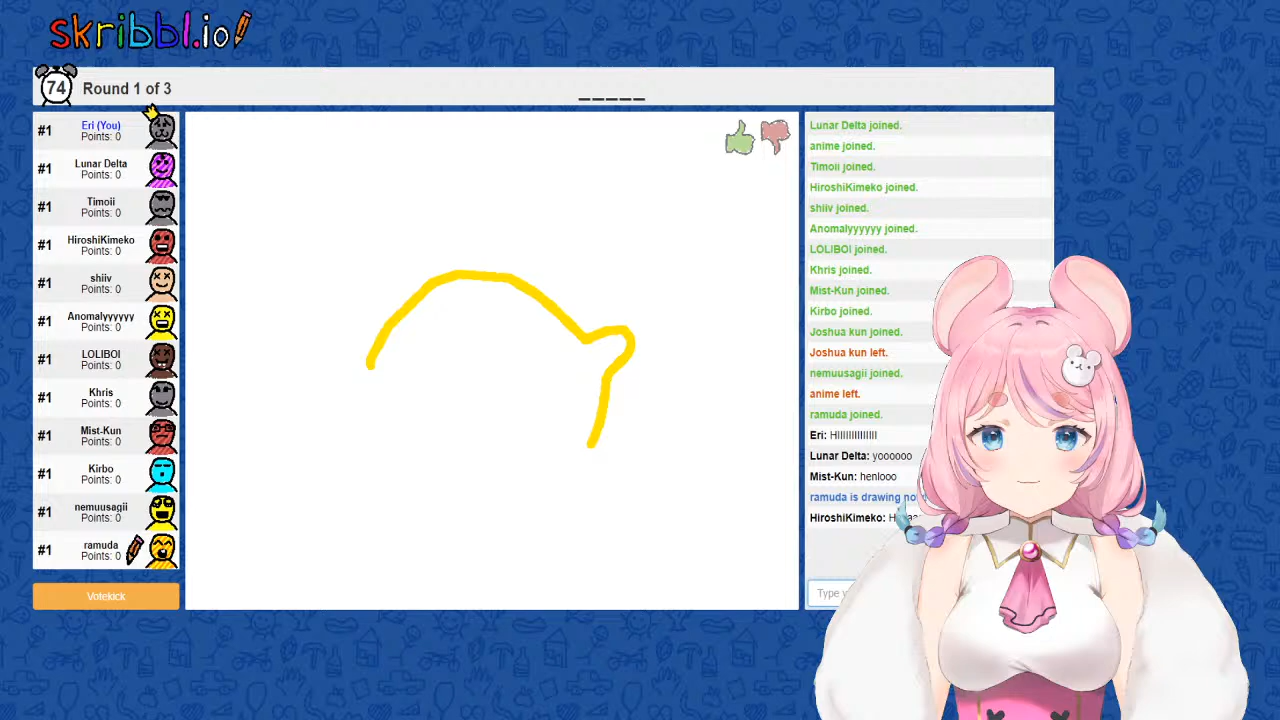 skribbl.io
74
Round 1 of 3
_____
#1
Eri (You)
Points: 0
#1
Lunar Delta
Points: 0
#1
Timoii
Points: 0
#1
HiroshiKimeko
Points: 0
#1
shiiv
Points: 0
#1
Anomalyyyyyy
Points: 0
#1
LOLIBOI
Points: 0
#1
Khris
Points: 0
#1
Mist-Kun
Points: 0
#1
Kirbo
Points: 0
#1
nemuusagii
Points: 0
#1
ramuda
Points: 0
Votekick
Lunar Delta joined.
anime joined.
Timoii joined.
HiroshiKimeko joined.
shiiv joined.
Anomalyyyyyy joined.
LOLIBOI joined.
Khris joined.
Mist-Kun joined.
Kirbo joined.
Joshua kun joined.
Joshua kun left.
nemuusagii joined.
anime left.
ramuda joined.
Eri:
Lunar Delta: yoooooo
Mist-Kun: henlooo
ramuda is drawing
HiroshiKimeko:
Type